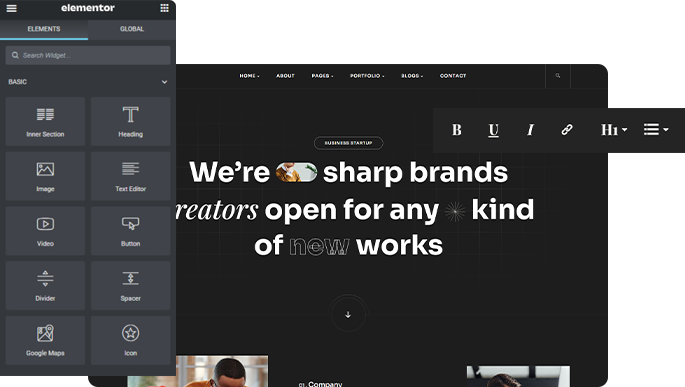 elementor
ELEMENTS GLOBAL
Search Widget...
BASIC
Inner Section Heading
Image Text Editor
Video Button
Divider Spacer
Google Maps Icon
HOME ABOUT PAGES PORTFOLIO BLOGS CONTACT
B U I H1
BUSINESS STARTUP
We're sharp brands
reators open for any kind
of new works
01. Company